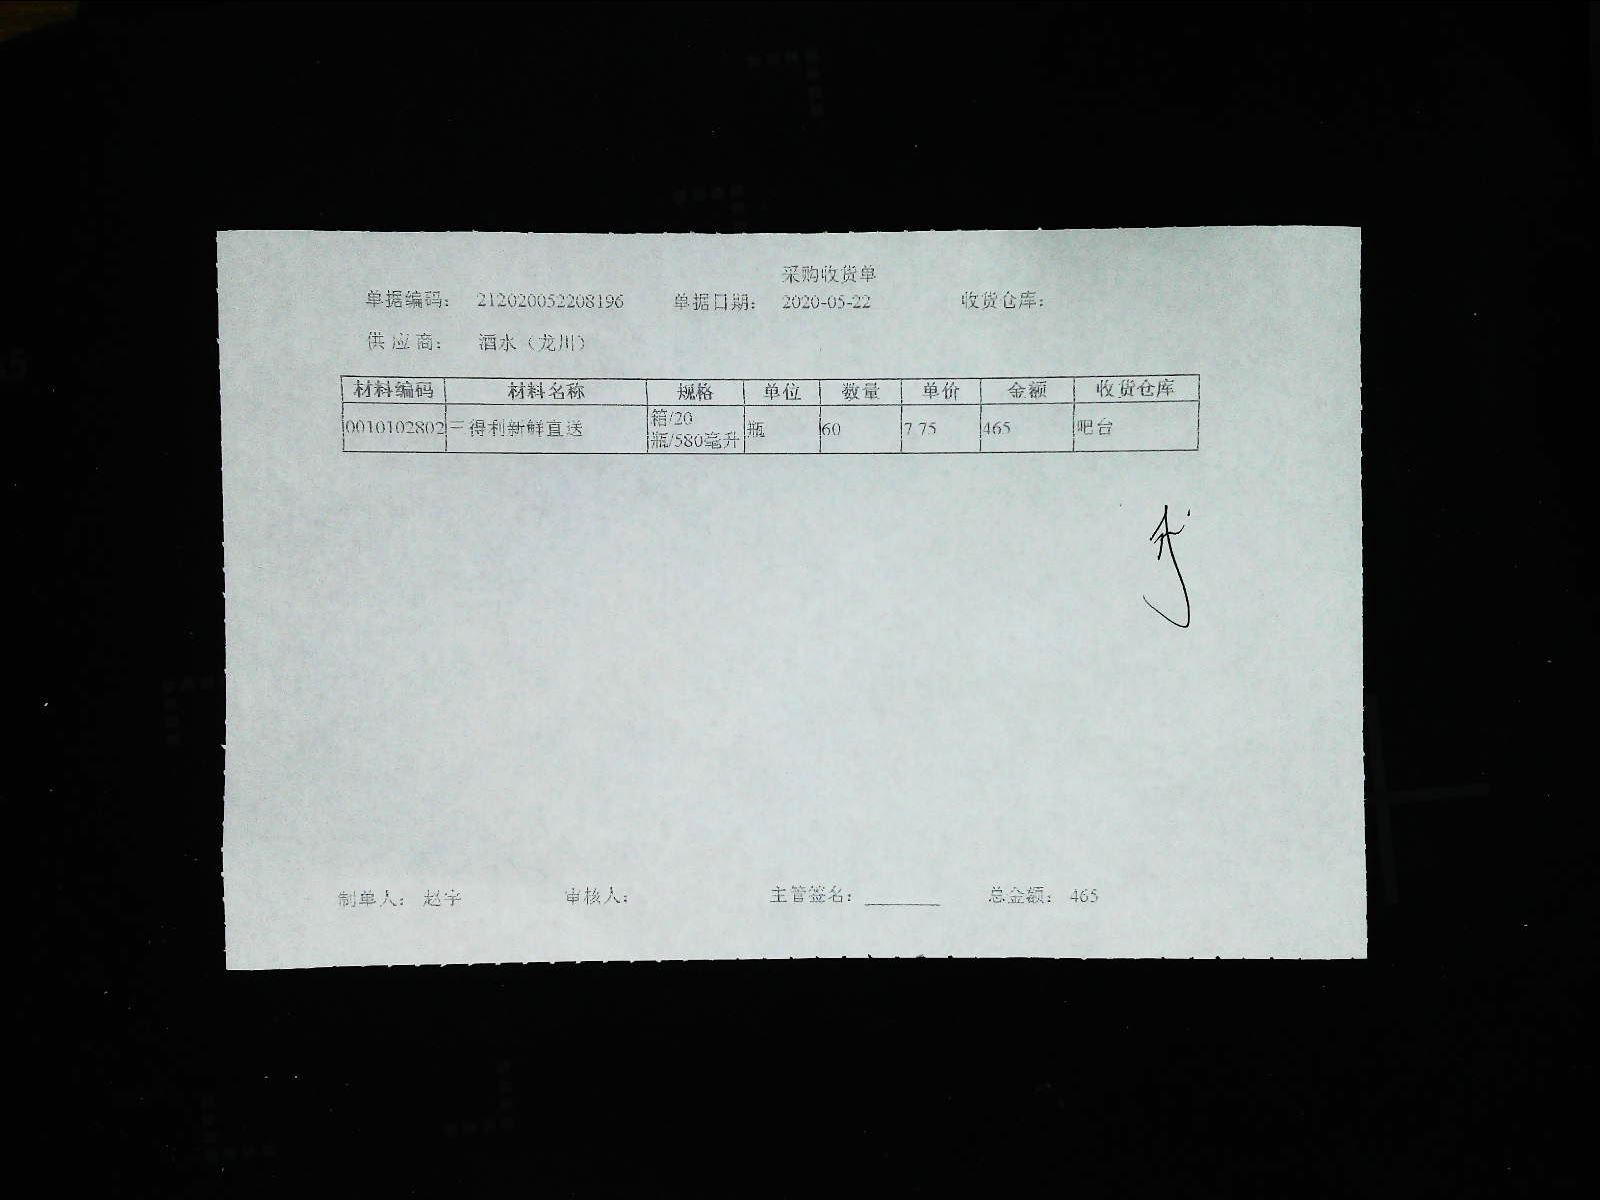 采购收货单
单据编码： 212020052208196 单据日期： 2020-05-22 收货仓库：
供 应 商： 酒水（龙川）
材料编码 材料名称 规格 单位 数量 单价 金额 收货仓库
0010102802 三得利新鲜直送 箱/20瓶/580毫升 瓶 60 7.75 465 吧台
制单人： 赵宇 审核人： 主管签名： 总金额： 465